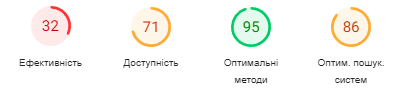 32 71 95 86
Ефективність Доступність Оптимальні Оптим. пошук.
методи систем